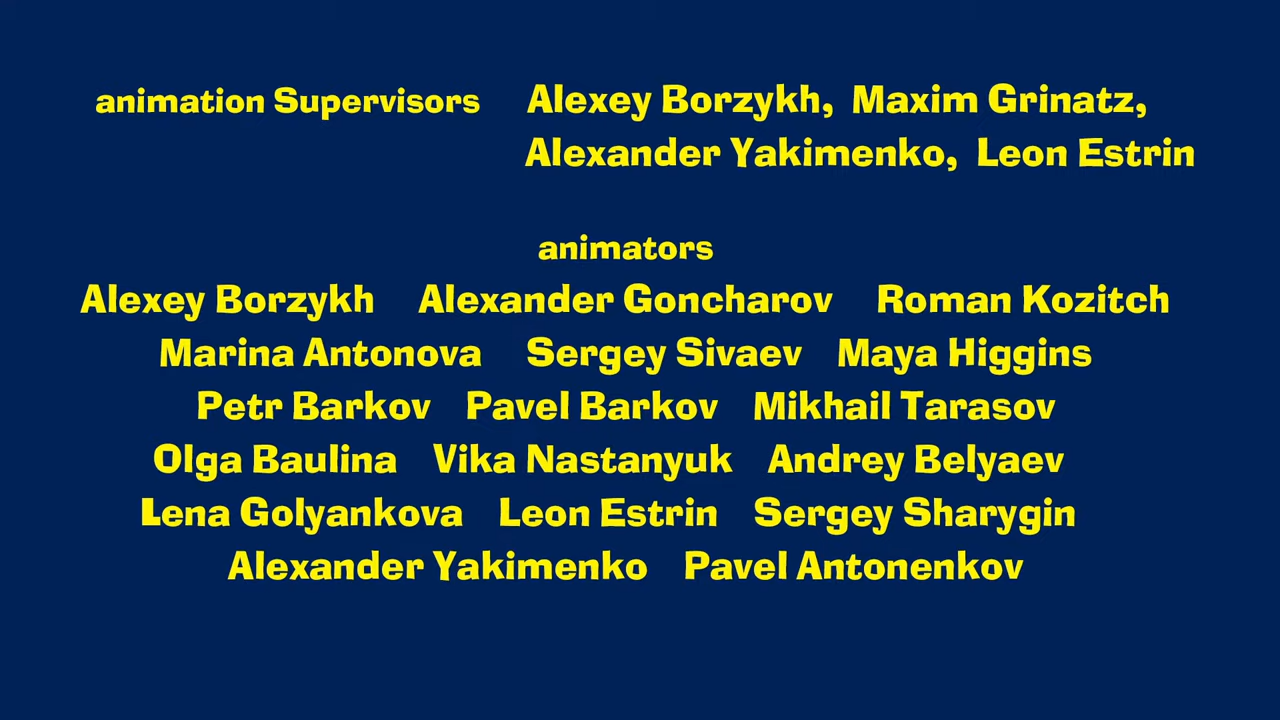 animation Supervisors Alexey Borzykh, Maxim Grinatz,
Alexander Yakimenko, Leon Estrin
animators
Alexey Borzykh Alexander Goncharov Roman Kozitch
Marina Antonova Sergey Sivaev Maya Higgins
Petr Barkov Pavel Barkov Mikhail Tarasov
Olga Baulina Vika Nastanyuk Andrey Belyaev
Lena Golyankova Leon Estrin Sergey Sharygin
Alexander Yakimenko Pavel Antonenkov